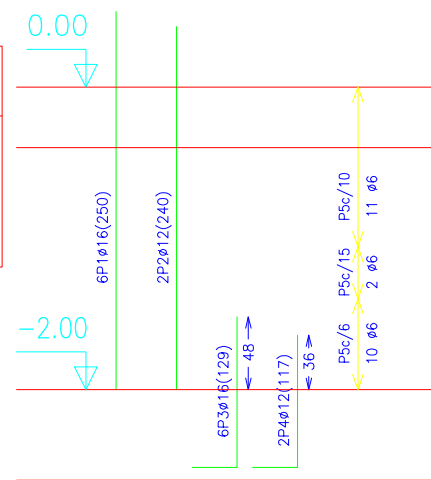 0.00
-2.00
6P1ø16(250)
2P2ø12(240)
6P3ø16(129)
48
2P4ø12(117)
36
P5c/10
11 ø6
P5c/15
2 ø6
P5c/6
10 ø6